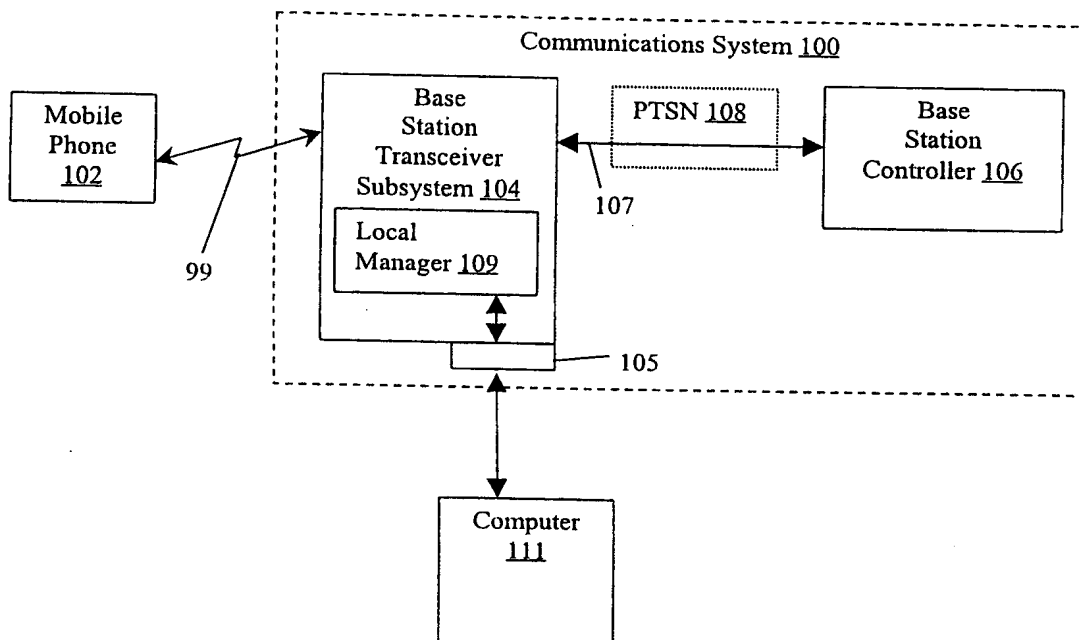 Communications System 100
Mobile
Phone
102
Base
Station
Transceiver
Subsystem 104
PTSN 108
Base
Station
Controller 106
107
Local
Manager 109
99
105
Computer
111